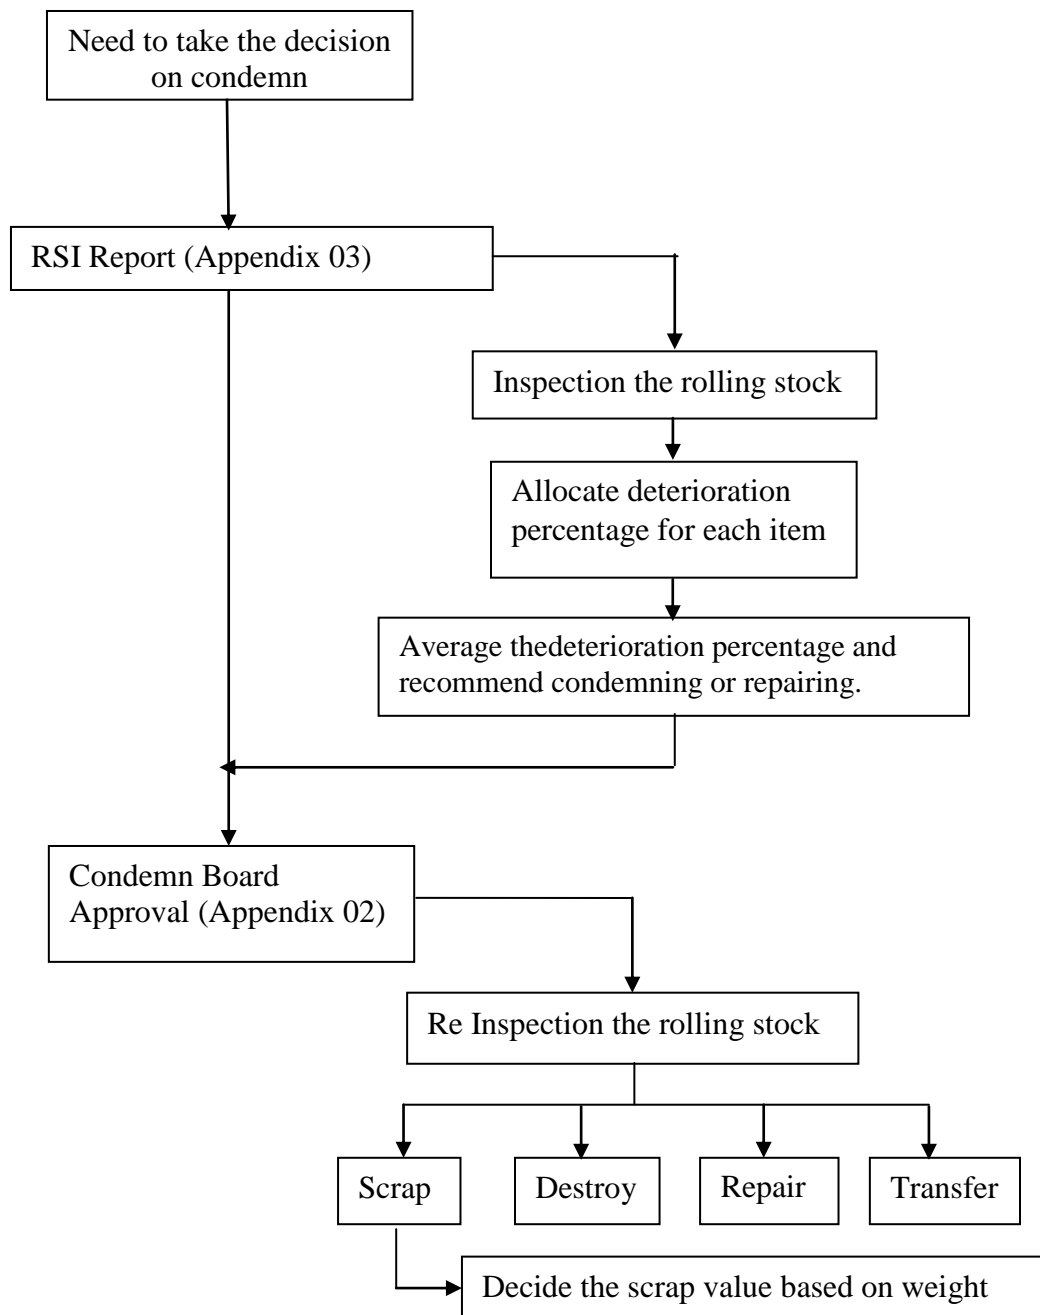 Need to take the decision
on condemn
RSI Report (Appendix 03)
Inspection the rolling stock
Allocate deterioration
percentage for each item
Average thedeterioration percentage and
recommend condemning or repairing.
Condemn Board
Approval (Appendix 02)
Re Inspection the rolling stock
Scrap
Destroy
Repair
Transfer
Decide the scrap value based on weight